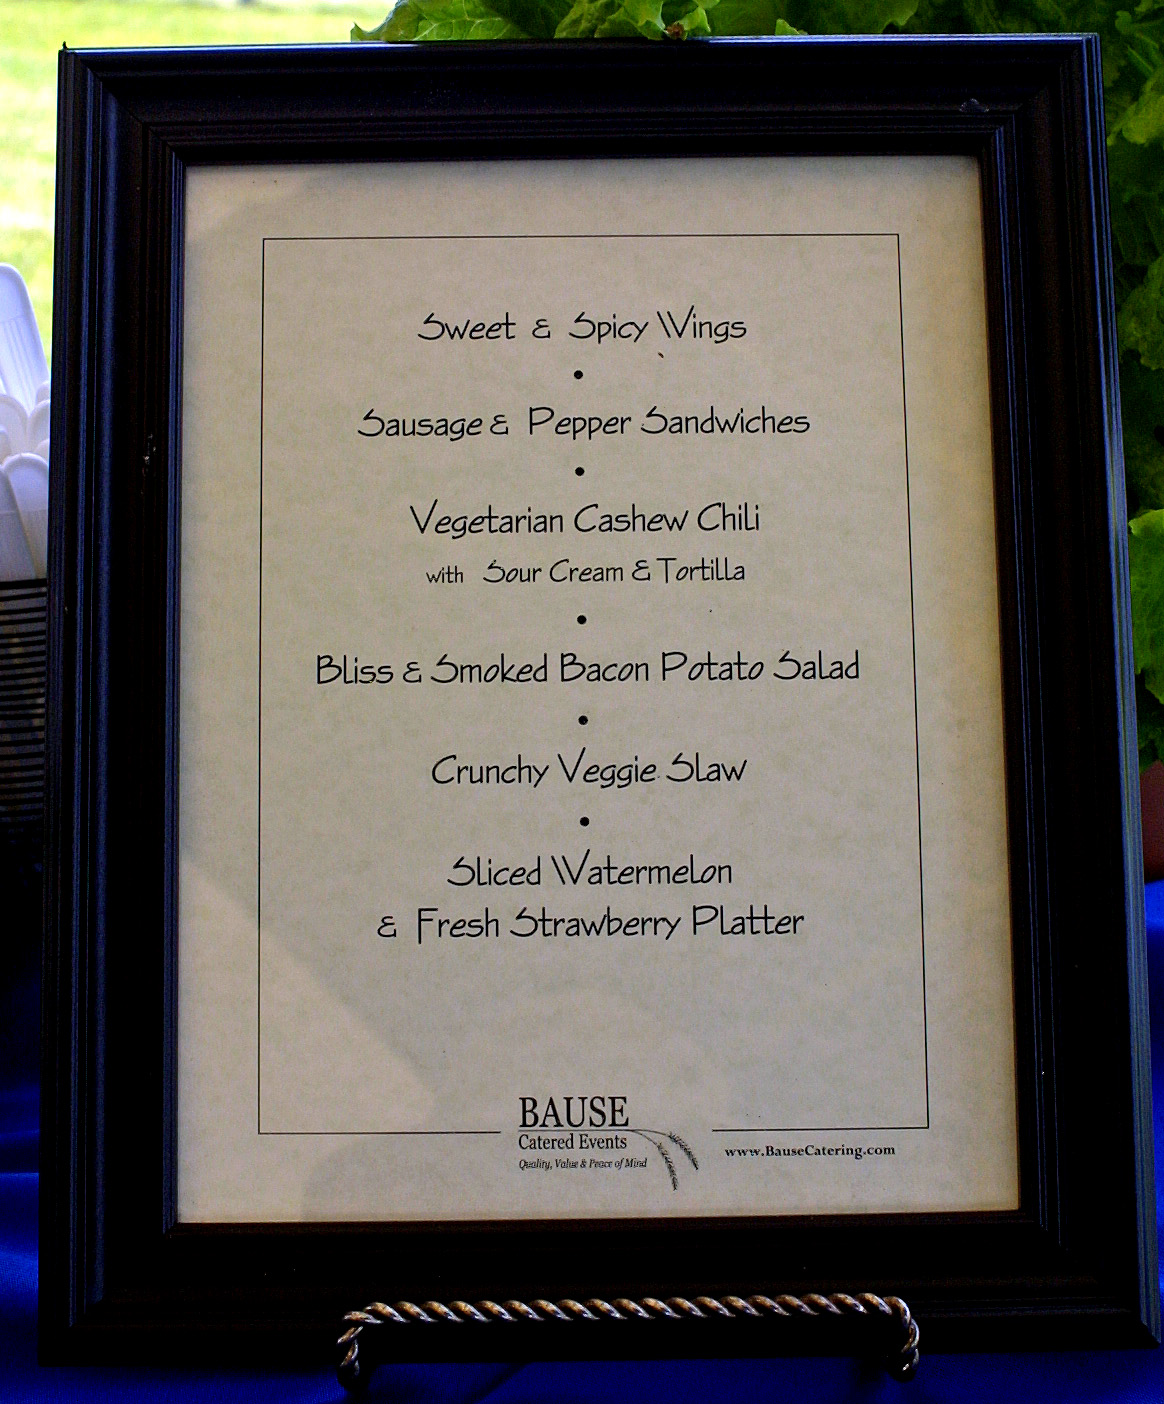 Sweet & Spicy Wings
•
Sausage & Pepper Sandwiches
•
Vegetarian Cashew Chili
with Sour Cream & Tortilla
•
Bliss & Smoked Bacon Potato Salad
•
Crunchy Veggie Slaw
•
Sliced Watermelon
& Fresh Strawberry Platter
BAUSE
Catered Events
Quality, Value & Peace of Mind
www.BauseCatering.com